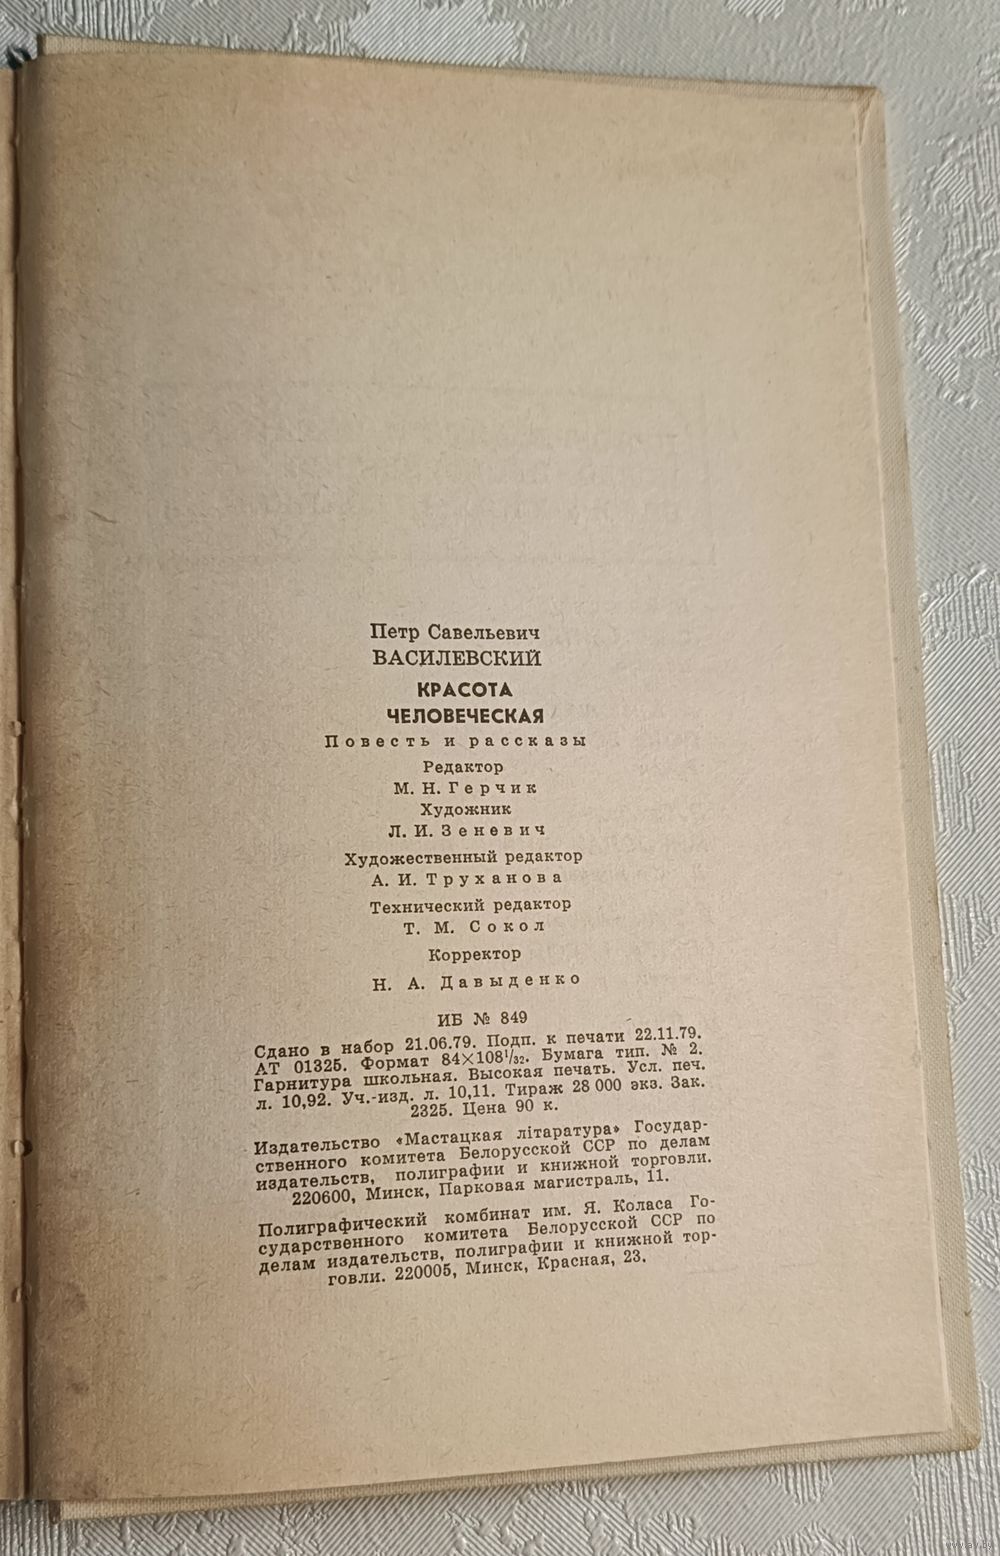 Петр Савельевич
ВАСИЛЕВСКИЙ
КРАСОТА
ЧЕЛОВЕЧЕСКАЯ
Повесть и рассказы
Редактор
М. Н. Герчик
Художник
Л. И. Зеневич
Художественный редактор
А. И. Труханова
Технический редактор
Т. М. Сокол
Корректор
Н. А. Давыденко
ИБ № 849
Сдано в набор 21.06.79. Подп. к печати 22.11.79.
АТ 01325. Формат 84×108¹/₃₂. Бумага тип. № 2.
Гарнитура школьная. Высокая печать. Усл. печ.
л. 10,92. Уч.-изд. л. 10,11. Тираж 28 000 экз. Зак.
2325. Цена 90 к.
Издательство «Мастацкая літаратура» Государ-
ственного комитета Белорусской ССР по делам
издательств, полиграфии и книжной торговли.
220600, Минск, Парковая магистраль, 11.
Полиграфический комбинат им. Я. Коласа Го-
сударственного комитета Белорусской ССР по
делам издательств, полиграфии и книжной тор-
говли. 220005, Минск, Красная, 23.
www.ay.by